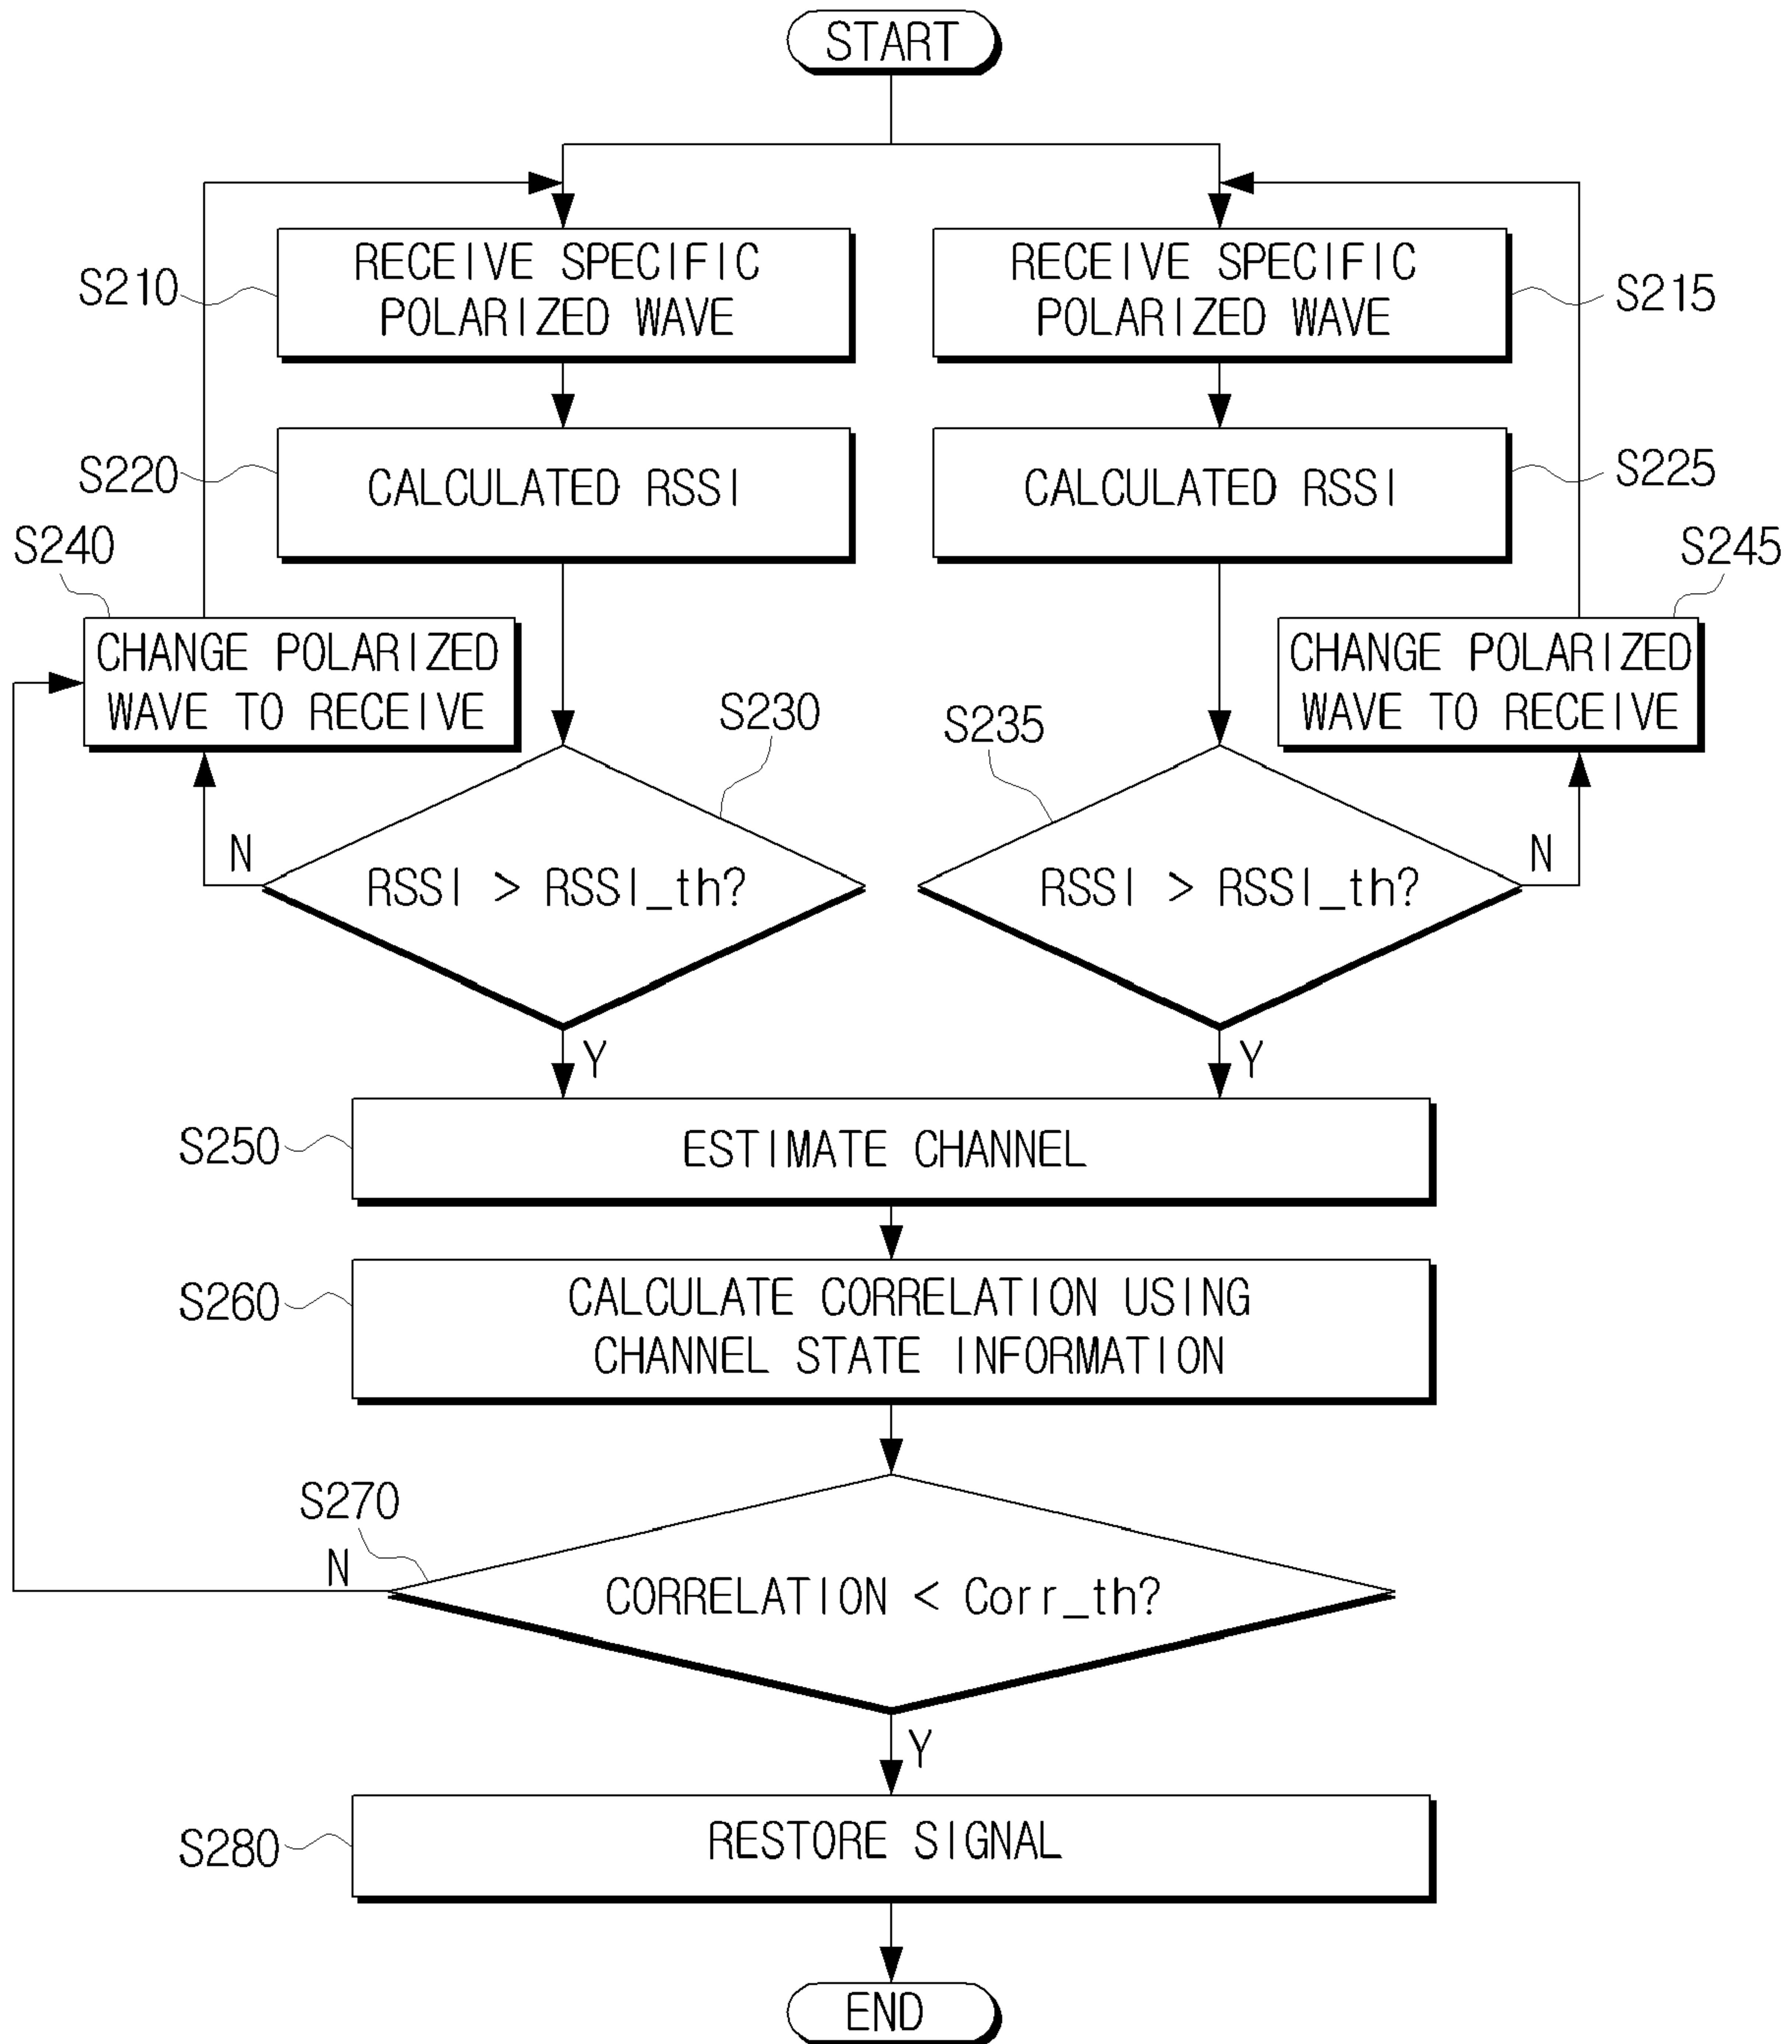 START
RECEIVE SPECIFIC
POLARIZED WAVE
RECEIVE SPECIFIC
POLARIZED WAVE
S210
S215
CALCULATED RSSI
CALCULATED RSSI
S220
S225
S240
S245
CHANGE POLARIZED
WAVE TO RECEIVE
CHANGE POLARIZED
WAVE TO RECEIVE
S230
S235
N
RSSI > RSSI_th?
RSSI > RSSI_th?
N
Y
Y
S250
ESTIMATE CHANNEL
S260
CALCULATE CORRELATION USING
CHANNEL STATE INFORMATION
S270
N
CORRELATION < Corr_th?
Y
S280
RESTORE SIGNAL
END